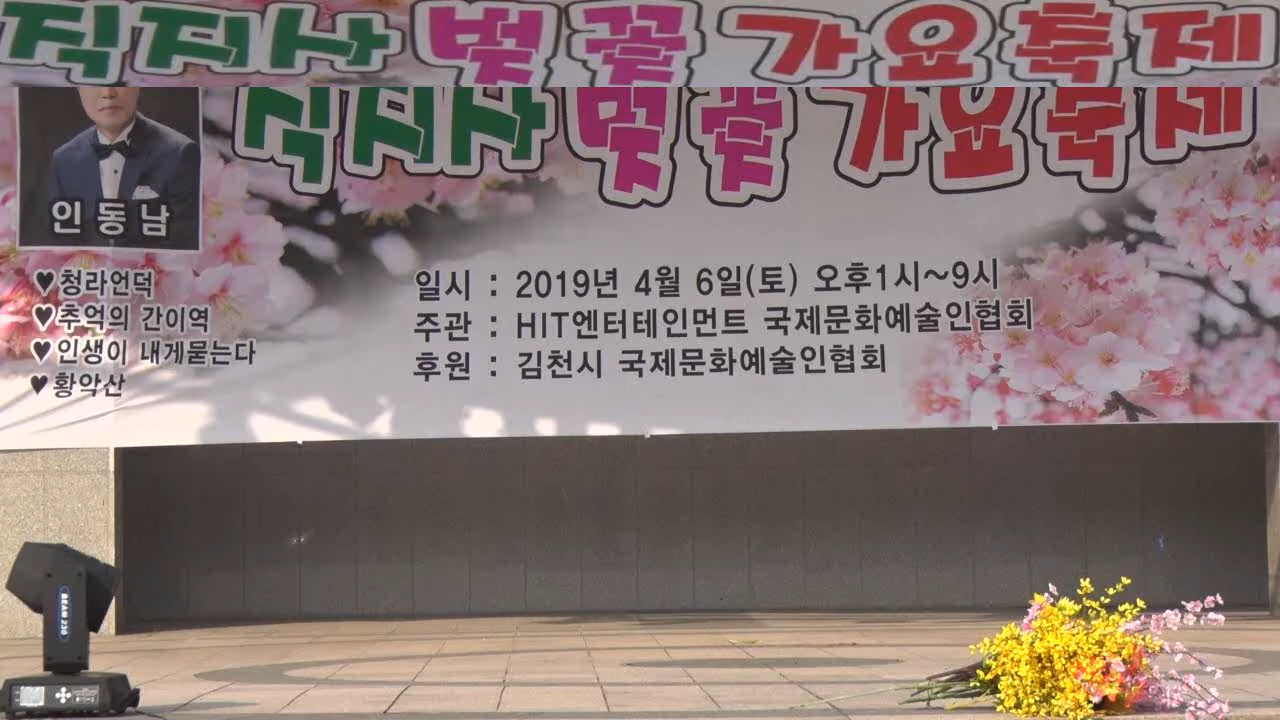 직지사 벚꽃 가요축제
직지사 벚꽃 가요축제
인동남
♥청라언덕
♥추억의 간이역
♥인생이 내게묻는다
♥황악산
일시 : 2019년 4월 6일(토) 오후1시~9시
주관 : HIT엔터테인먼트 국제문화예술인협회
후원 : 김천시 국제문화예술인협회
BEAM 230